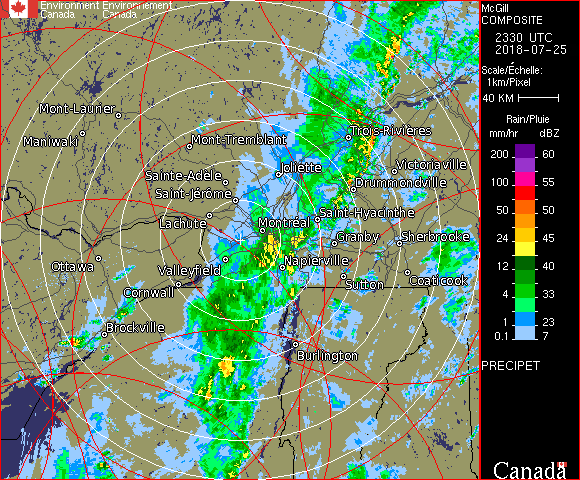 Environment Environnement
Canada Canada
McGill
COMPOSITE
2330 UTC
2018-07-25
Scale/Échelle:
1km/Pixel
40 KM
Rain/Pluie
mm/hr dBZ
200 60
100 55
50 50
24 45
12 40
4 33
1 23
0.1 7
PRECIPET
Canada
Mont-Laurier
Maniwaki
Mont-Tremblant
Trois-Rivières
Sainte-Adèle
Joliette
Victoriaville
Saint-Jérôme
Drummondville
Lachute
Montréal
Saint-Hyacinthe
Granby
Sherbrooke
Ottawa
Valleyfield
Napierville
Cornwall
Sutton
Coaticook
Brockville
Burlington